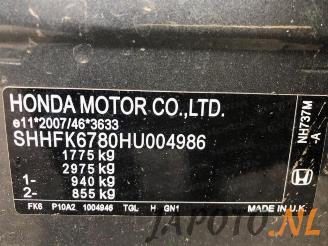 HONDA MOTOR CO.,LTD.
e11*2007/46*3633
SHHFK6780HU004986
1775 kg
2975 kg
1- 940 kg
2- 855 kg
FK6 P10A2 1004946 TGL H GN1 MADE IN U.K.
NH737M
-A
JAPOTO.NL